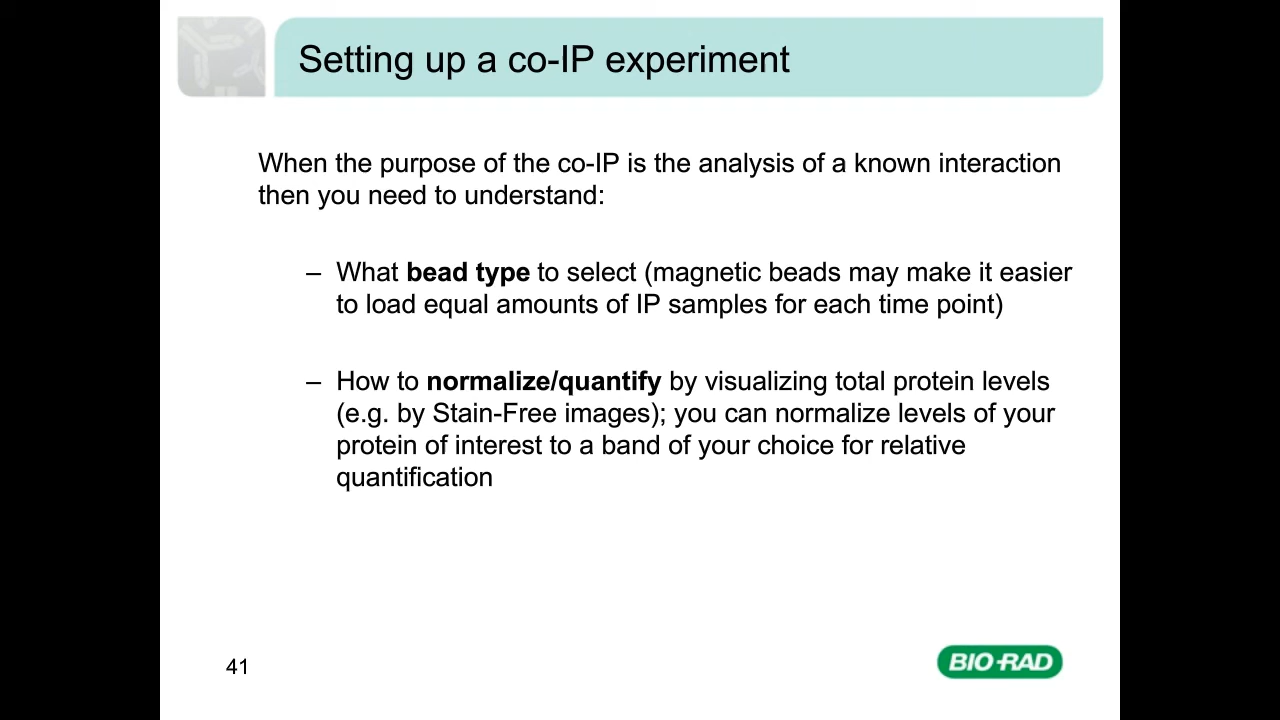 Setting up a co-IP experiment
When the purpose of the co-IP is the analysis of a known interaction
then you need to understand:
– What bead type to select (magnetic beads may make it easier
to load equal amounts of IP samples for each time point)
– How to normalize/quantify by visualizing total protein levels
(e.g. by Stain-Free images); you can normalize levels of your
protein of interest to a band of your choice for relative
quantification
41
BIO-RAD